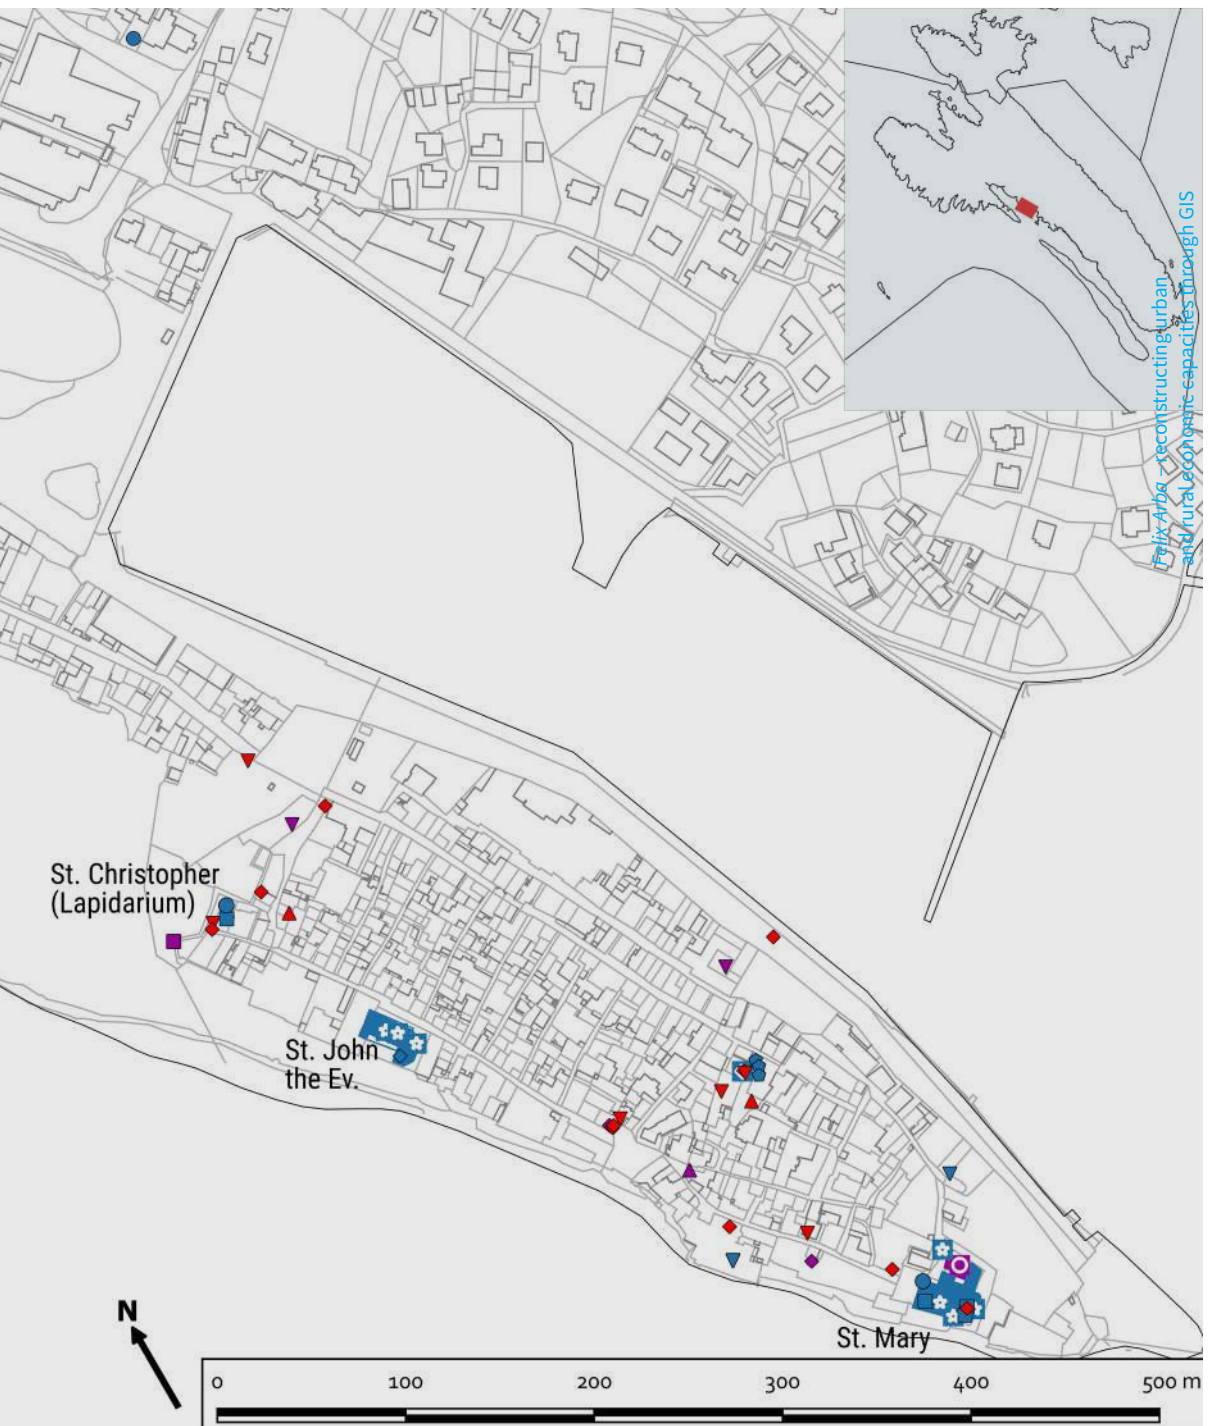 Felix Arba – reconstructing urban
and rural economic capacities through GIS
St. Christopher
(Lapidarium)
St. John
the Ev.
St. Mary
N
0 100 200 300 400 500 m